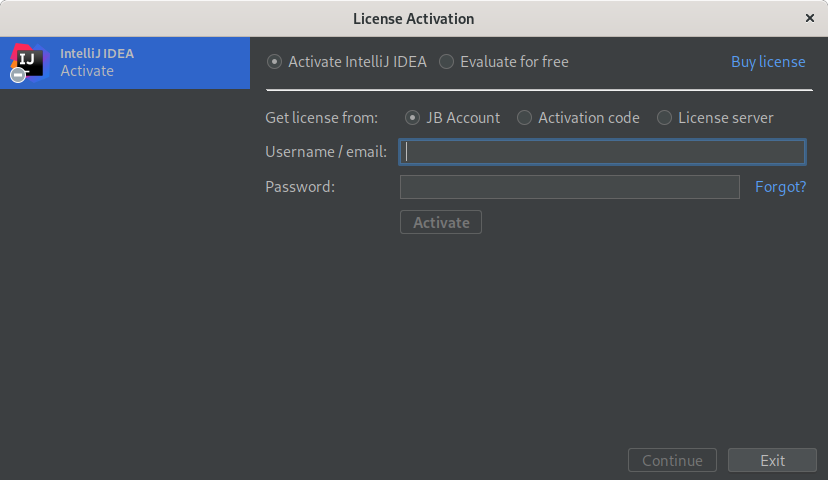 License Activation
IJ
IntelliJ IDEA
Activate
Activate IntelliJ IDEA Evaluate for free Buy license
Get license from: JB Account Activation code License server
Username / email:
Password: Forgot?
Activate
Continue Exit